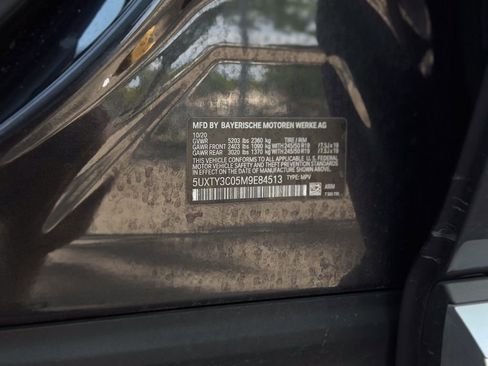 MFD BY BAYERISCHE MOTOREN WERKE AG
10/20
GVWR 5203 lbs 2360 kg TIRE / RIM
GAWR FRONT 2403 lbs 1090 kg WITH 245/50 R19 / 7.5J x 19
GAWR REAR 3020 lbs 1370 kg WITH 245/50 R19 / 7.5J x 19
THIS VEHICLE CONFORMS TO ALL APPLICABLE U.S. FEDERAL
MOTOR VEHICLE SAFETY, BUMPER AND THEFT PREVENTION
STANDARDS IN EFFECT ON THE DATE OF MANUFACTURE SHOWN ABOVE.
5UXTY3C05M9E84513 TYPE: MPV